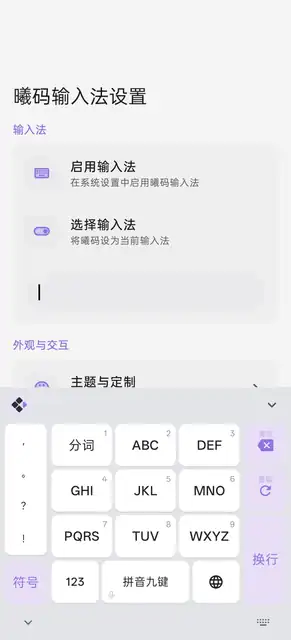 曦码输入法设置
输入法
启用输入法
在系统设置中启用曦码输入法
选择输入法
将曦码设为当前输入法
外观与交互
主题与定制
，
。
?
!
分词 1
ABC 2
DEF 3
GHI 4
JKL 5
MNO 6
PQRS 7
TUV 8
WXYZ 9
换行
符号
123
拼音九键